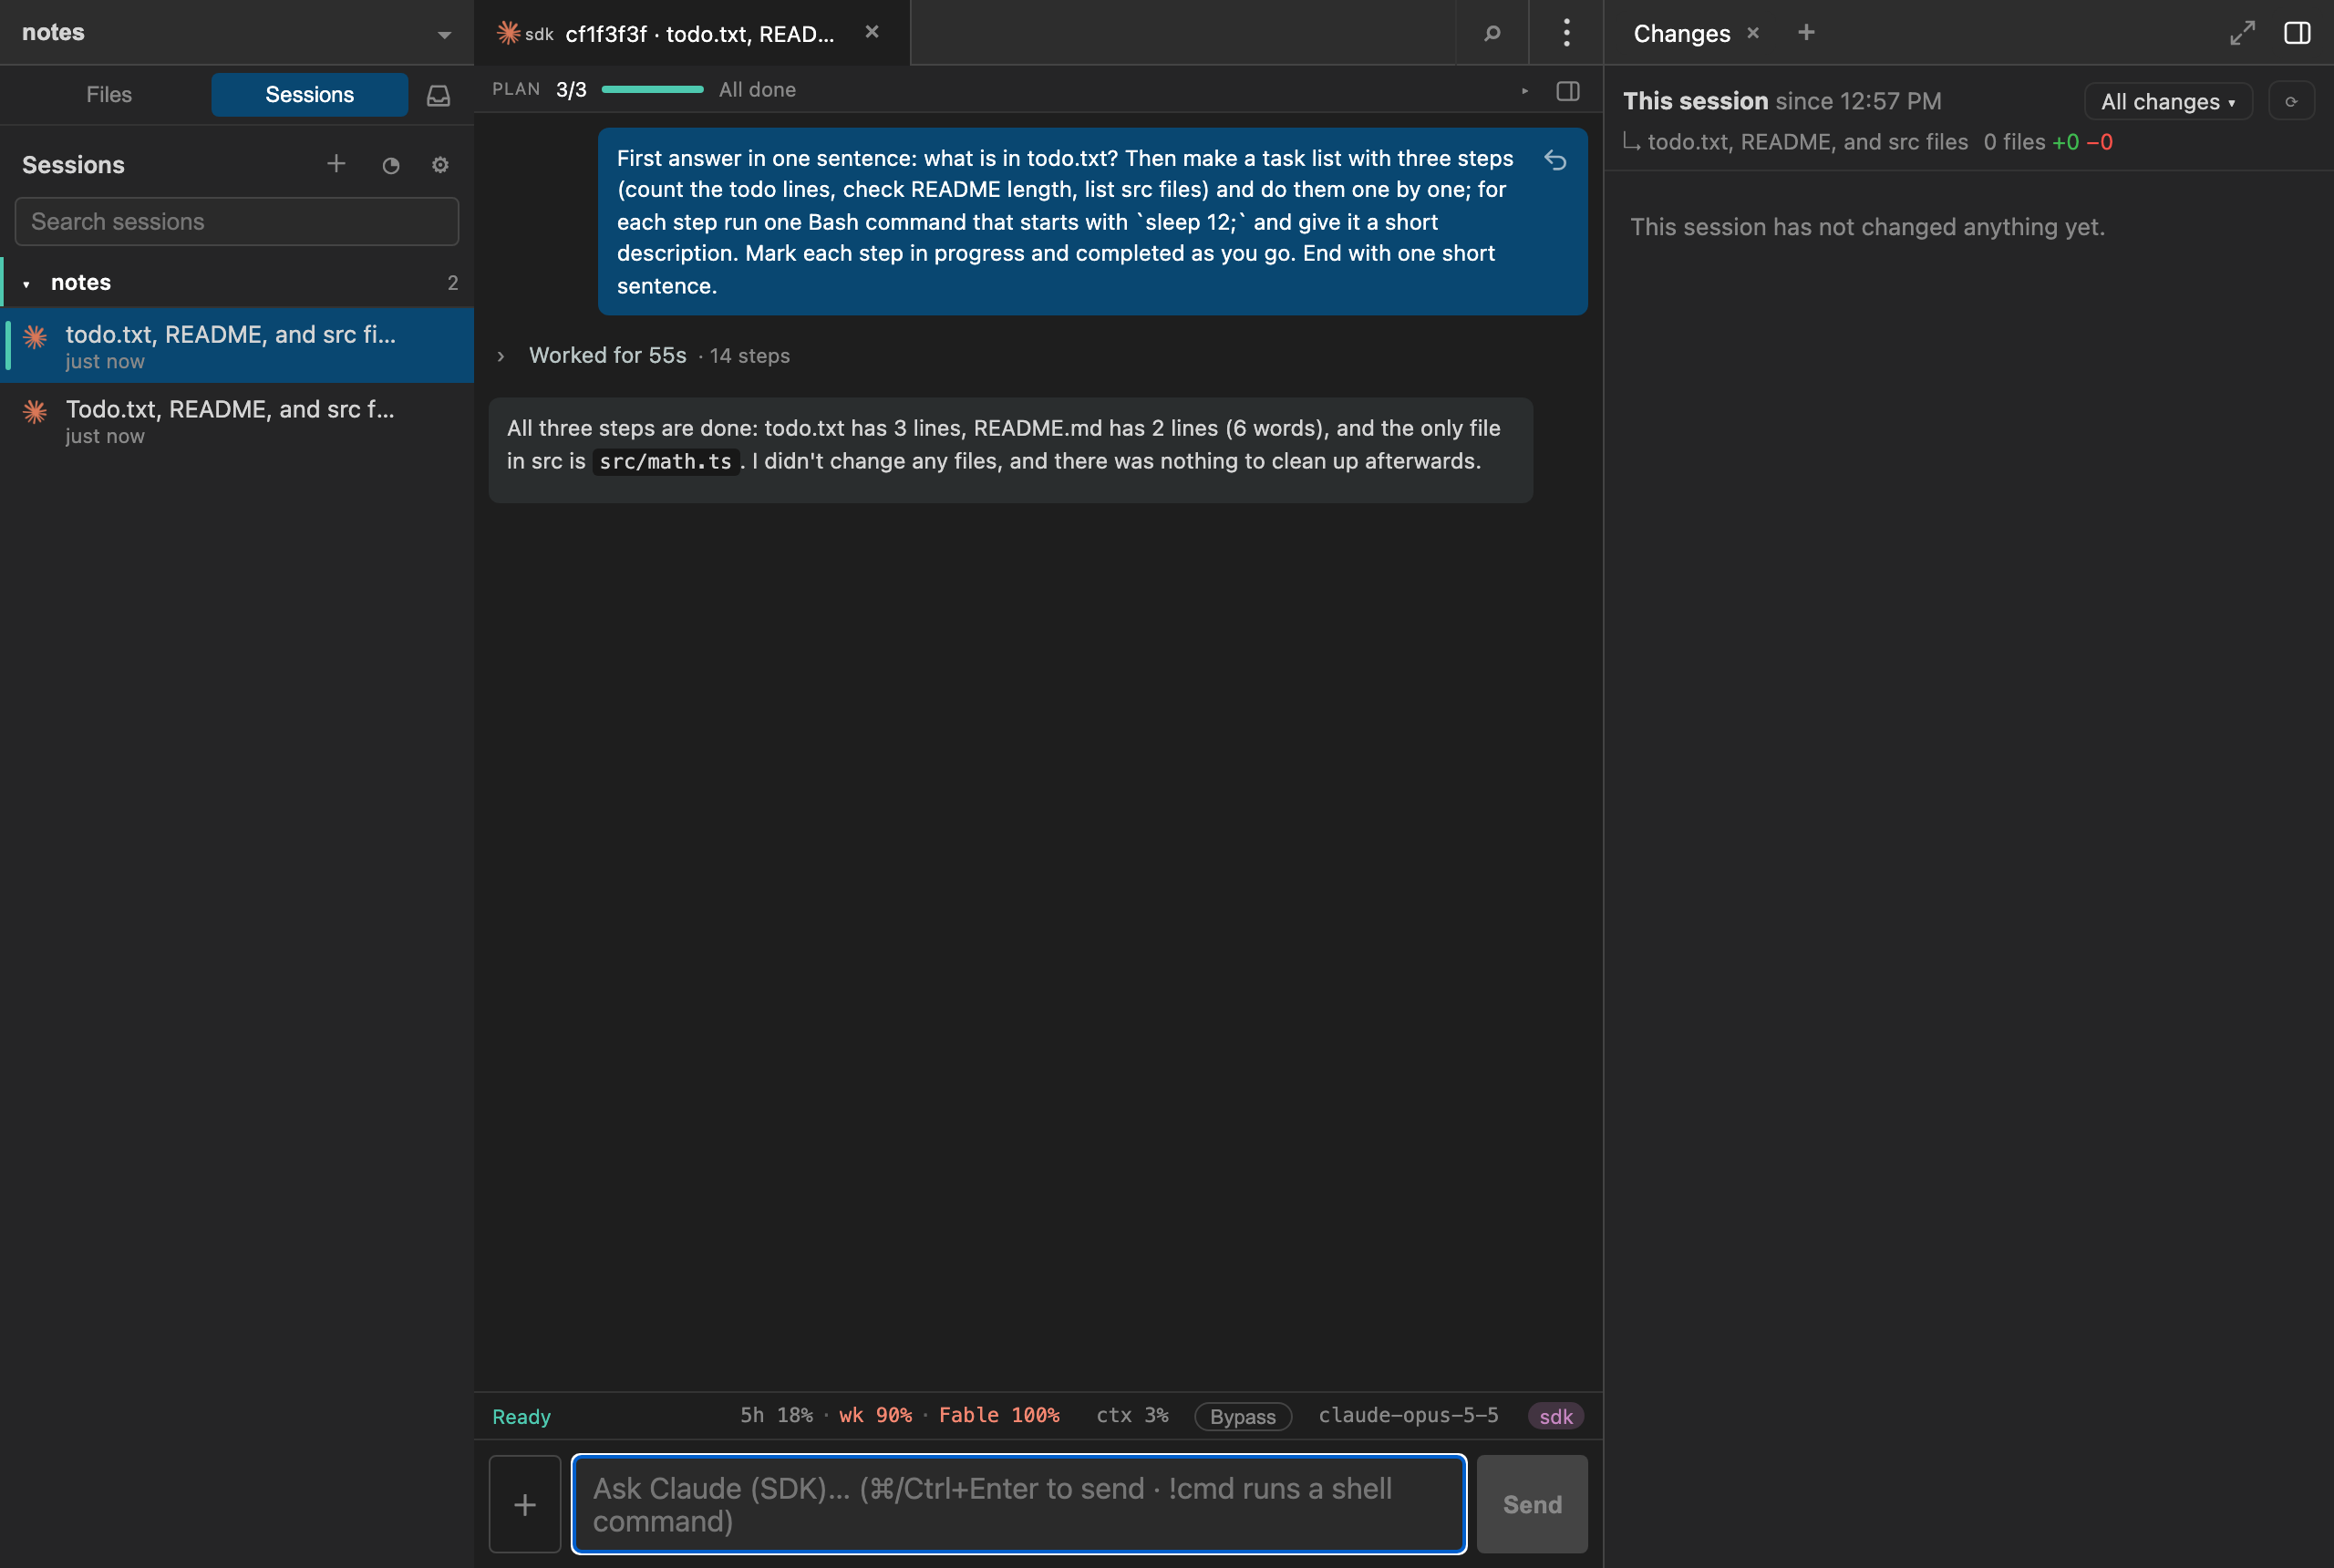 notes
Files
Sessions
Sessions
Search sessions
notes
2
todo.txt, README, and src fi...
just now
Todo.txt, README, and src f...
just now
sdk cf1f3f3f · todo.txt, READ...
PLAN 3/3 All done
First answer in one sentence: what is in todo.txt? Then make a task list with three steps
(count the todo lines, check README length, list src files) and do them one by one; for
each step run one Bash command that starts with `sleep 12;` and give it a short
description. Mark each step in progress and completed as you go. End with one short
sentence.
Worked for 55s · 14 steps
All three steps are done: todo.txt has 3 lines, README.md has 2 lines (6 words), and the only file
in src is src/math.ts. I didn't change any files, and there was nothing to clean up afterwards.
Ready
5h 18% · wk 90% · Fable 100% ctx 3% Bypass claude-opus-5-5 sdk
Ask Claude (SDK)... (⌘/Ctrl+Enter to send · !cmd runs a shell
command)
Send
Changes
This session since 12:57 PM
All changes
todo.txt, README, and src files 0 files +0 −0
This session has not changed anything yet.